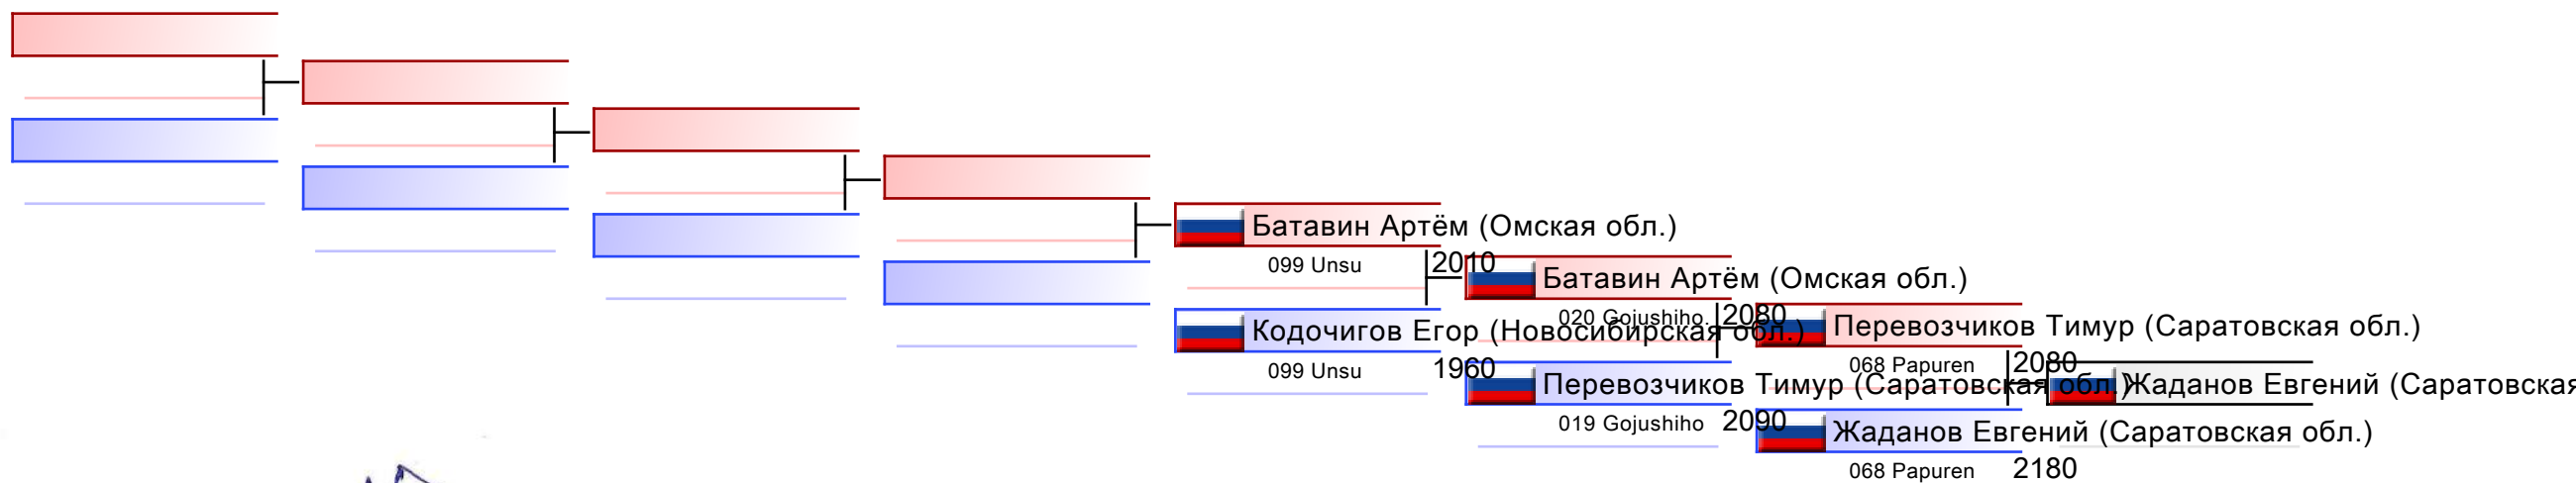 Батавин Артём (Омская обл.)
099 Unsu
2010
Кодочигов Егор (Новосибирская обл.)
099 Unsu
1960
Батавин Артём (Омская обл.)
020 Gojushiho
2080
Перевозчиков Тимур (Саратовская обл.)
019 Gojushiho
2090
Перевозчиков Тимур (Саратовская обл.)
068 Papuren
2080
Жаданов Евгений (Саратовская обл.)
068 Papuren
2180
Жаданов Евгений (Саратовская